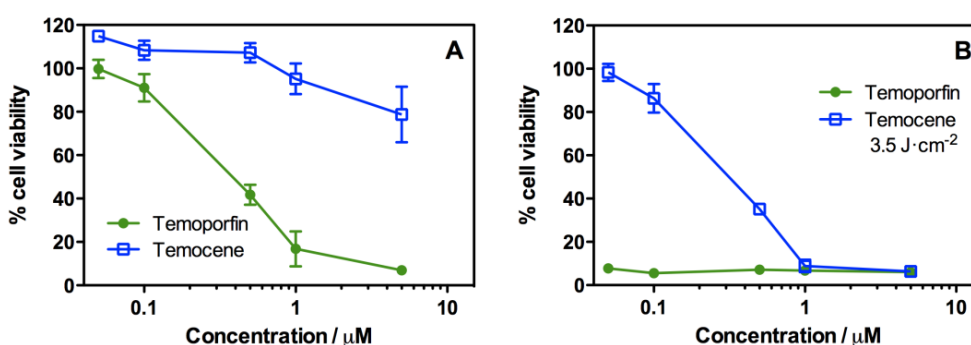 A
% cell viability
120
100
80
60
40
20
0
Temoporfin
Temocene
0.1
1
10
Concentration / μM
B
% cell viability
120
100
80
60
40
20
0
Temoporfin
Temocene
3.5 J·cm⁻²
0.1
1
10
Concentration / μM